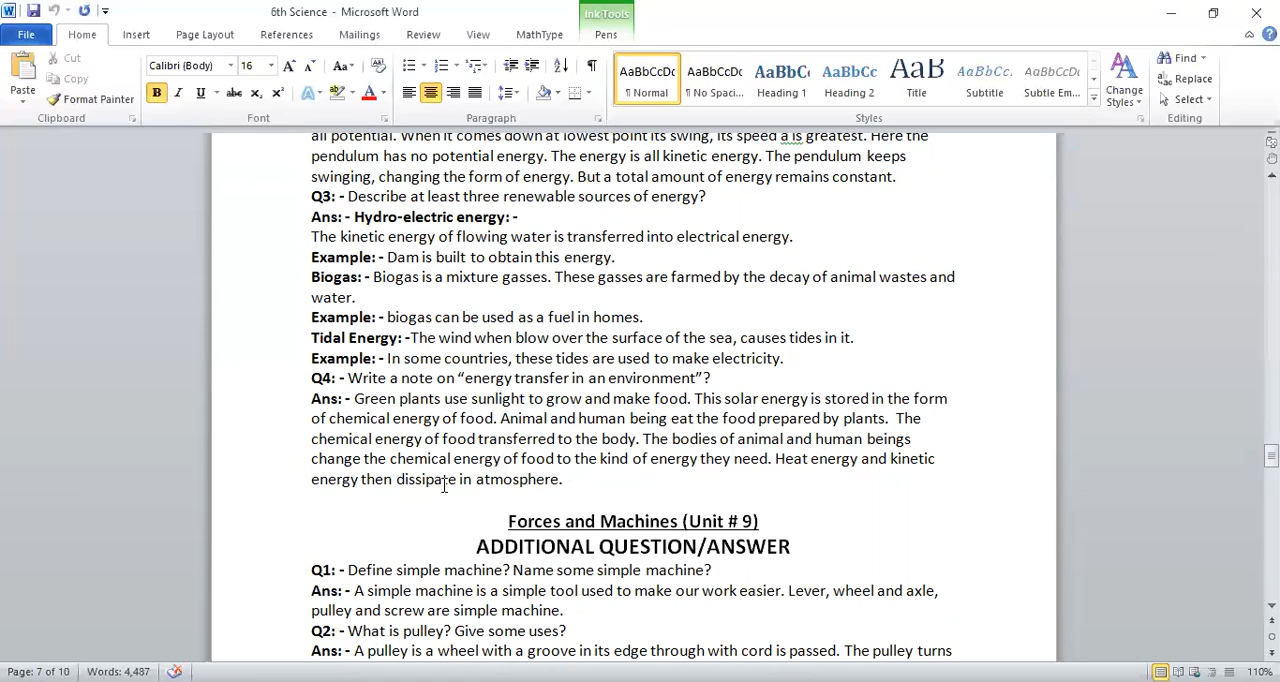 6th Science - Microsoft Word
Ink Tools
File
Home
Insert
Page Layout
References
Mailings
Review
View
MathType
Pens
Paste
Cut
Copy
Format Painter
Clipboard
Calibri (Body)
16
Font
Paragraph
AaBbCcDc
¶ Normal
AaBbCcDc
¶ No Spaci...
AaBbC
Heading 1
AaBbCc
Heading 2
AaB
Title
AaBbCc.
Subtitle
AaBbCcDc
Subtle Em...
Change
Styles
Styles
Find
Replace
Select
Editing
all potential. When it comes down at lowest point its swing, its speed a is greatest. Here the
pendulum has no potential energy. The energy is all kinetic energy. The pendulum keeps
swinging, changing the form of energy. But a total amount of energy remains constant.
Q3: - Describe at least three renewable sources of energy?
Ans: - Hydro-electric energy: -
The kinetic energy of flowing water is transferred into electrical energy.
Example: - Dam is built to obtain this energy.
Biogas: - Biogas is a mixture gasses. These gasses are farmed by the decay of animal wastes and
water.
Example: - biogas can be used as a fuel in homes.
Tidal Energy: -The wind when blow over the surface of the sea, causes tides in it.
Example: - In some countries, these tides are used to make electricity.
Q4: - Write a note on “energy transfer in an environment”?
Ans: - Green plants use sunlight to grow and make food. This solar energy is stored in the form
of chemical energy of food. Animal and human being eat the food prepared by plants.  The
chemical energy of food transferred to the body. The bodies of animal and human beings
change the chemical energy of food to the kind of energy they need. Heat energy and kinetic
energy then dissipate in atmosphere.
Forces and Machines (Unit # 9)
ADDITIONAL QUESTION/ANSWER
Q1: - Define simple machine? Name some simple machine?
Ans: - A simple machine is a simple tool used to make our work easier. Lever, wheel and axle,
pulley and screw are simple machine.
Q2: - What is pulley? Give some uses?
Ans: - A pulley is a wheel with a groove in its edge through with cord is passed. The pulley turns
Page: 7 of 10
Words: 4,487
110%